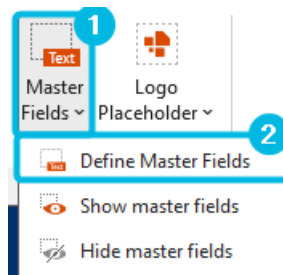 1
Text
Master
Fields
Logo
Placeholder
2
Text
Define Master Fields
Show master fields
Hide master fields